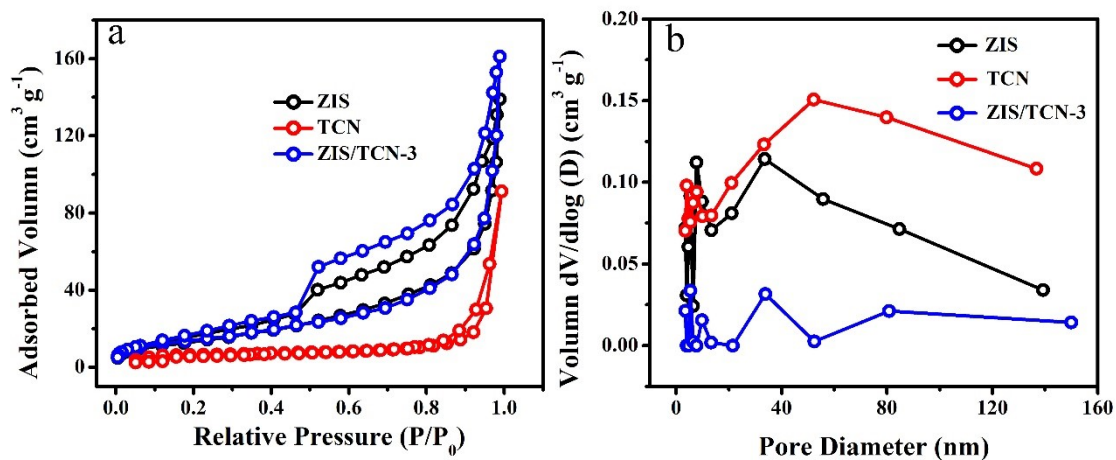 a
ZIS
TCN
ZIS/TCN-3
Adsorbed Volumn (cm³ g⁻¹)
160
120
80
40
0
0.0 0.2 0.4 0.6 0.8 1.0
Relative Pressure (P/P₀)
b
ZIS
TCN
ZIS/TCN-3
Volumn dV/dlog (D) (cm³ g⁻¹)
0.20
0.15
0.10
0.05
0.00
0 40 80 120 160
Pore Diameter (nm)